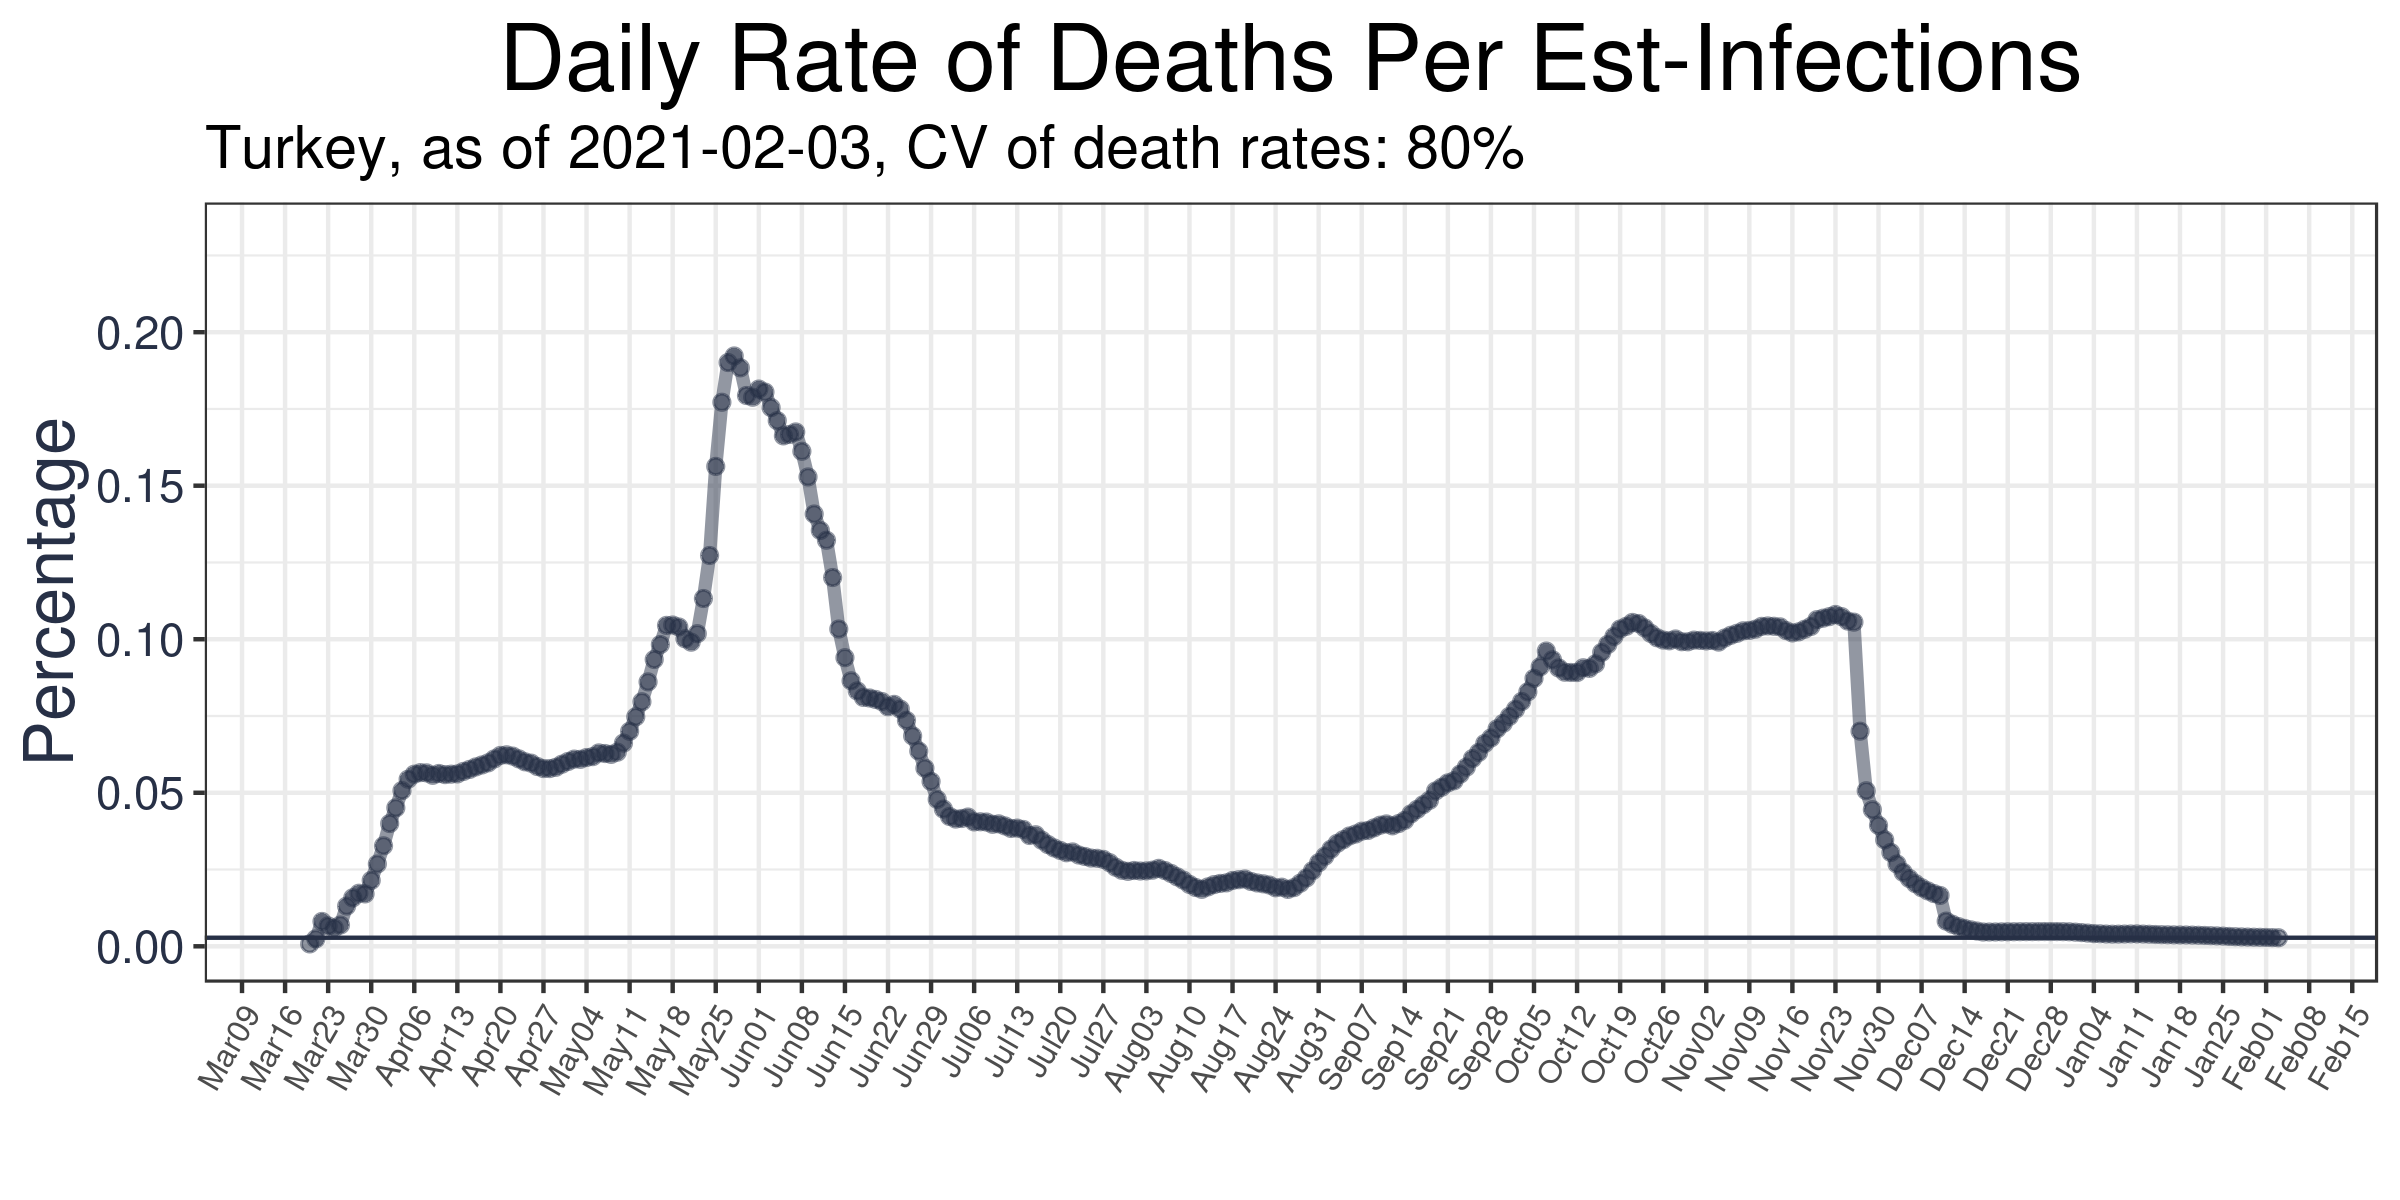 Daily Rate of Deaths Per Est-Infections
Turkey, as of 2021-02-03, CV of death rates: 80%
Percentage
0.20
0.15
0.10
0.05
0.00
Mar09 Mar16 Mar23 Mar30 Apr06 Apr13 Apr20 Apr27 May04 May11 May18 May25 Jun01 Jun08 Jun15 Jun22 Jun29 Jul06 Jul13 Jul20 Jul27 Aug03 Aug10 Aug17 Aug24 Aug31 Sep07 Sep14 Sep21 Sep28 Oct05 Oct12 Oct19 Oct26 Nov02 Nov09 Nov16 Nov23 Nov30 Dec07 Dec14 Dec21 Dec28 Jan04 Jan11 Jan18 Jan25 Feb01 Feb08 Feb15